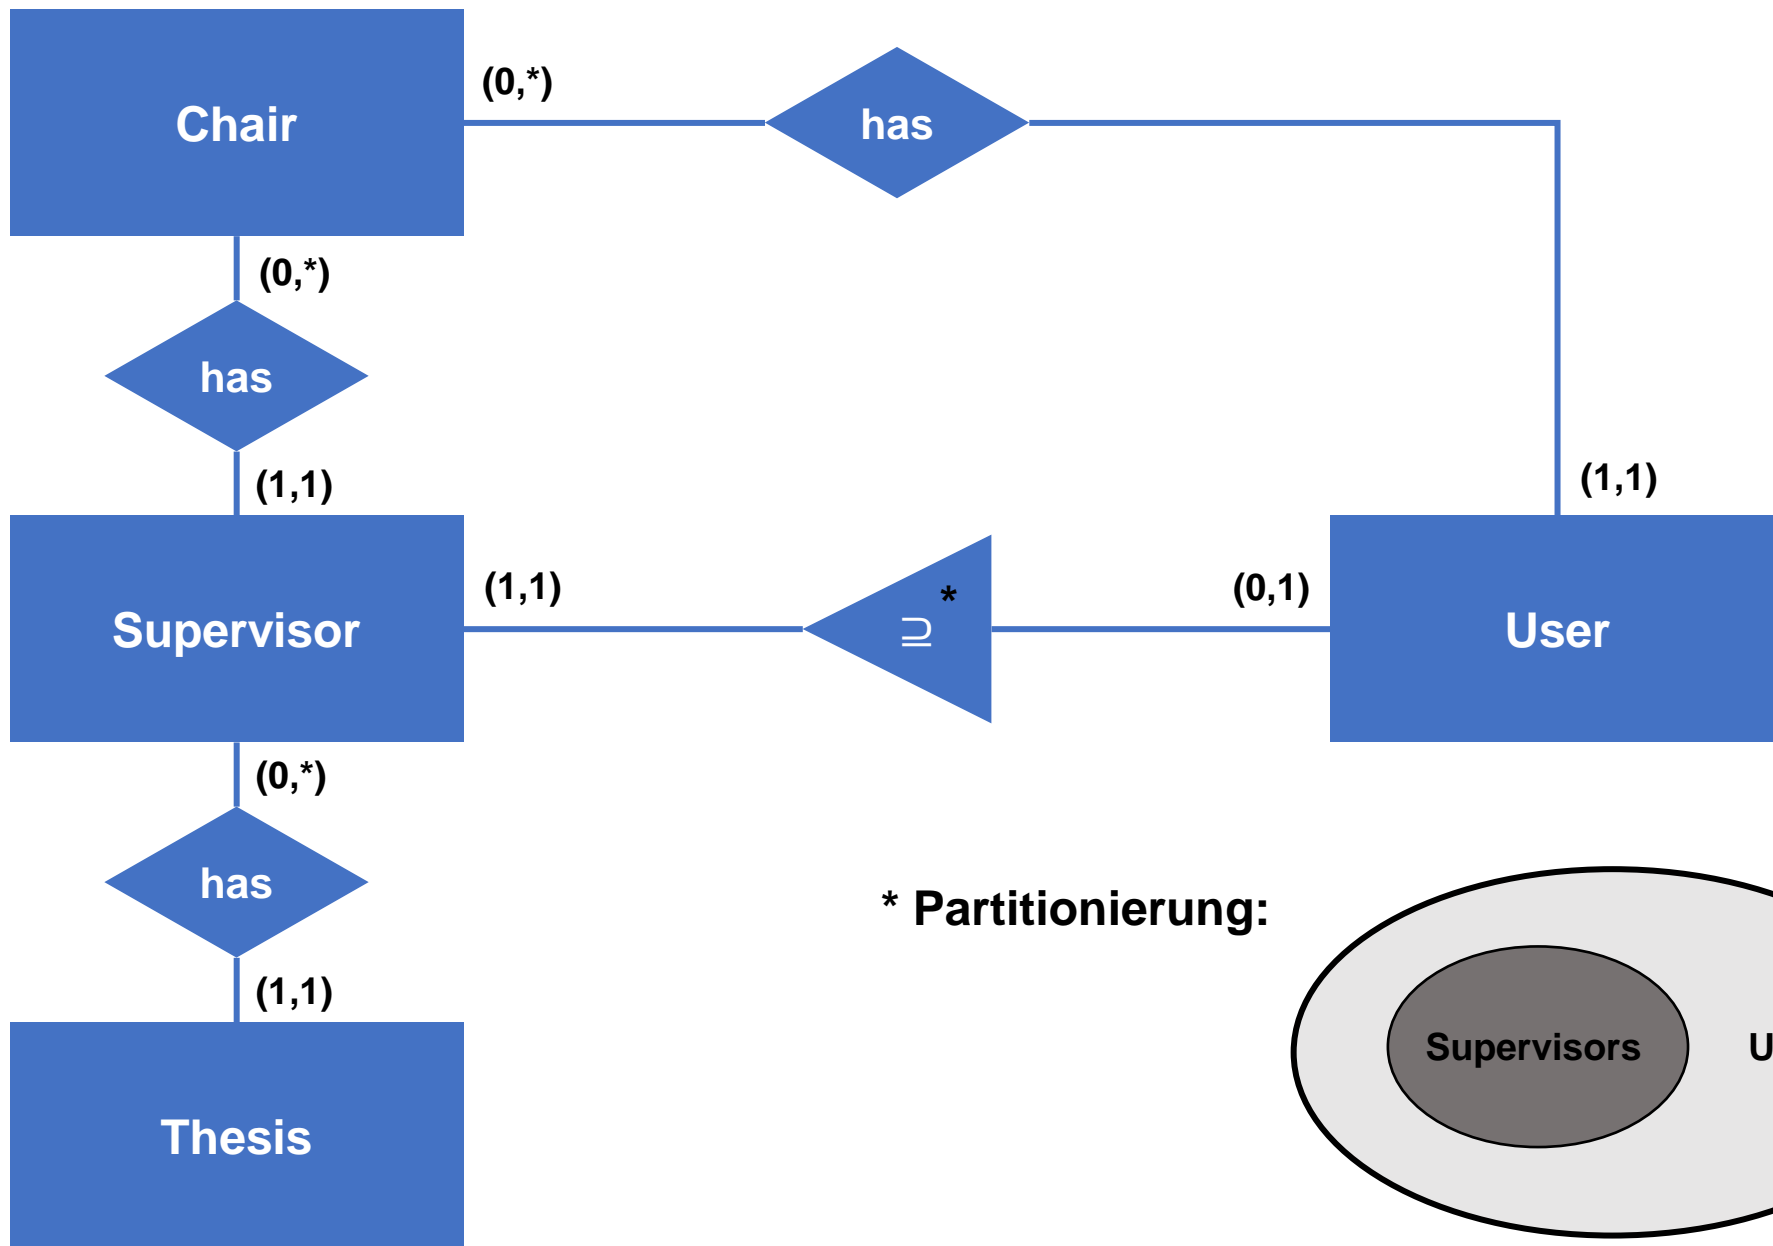 Chair
(0,*)
has
(0,*)
has
(1,1)
(1,1)
Supervisor
(1,1)
⊇
*
(0,1)
User
(0,*)
has
* Partitionierung:
(1,1)
Supervisors
U
Thesis